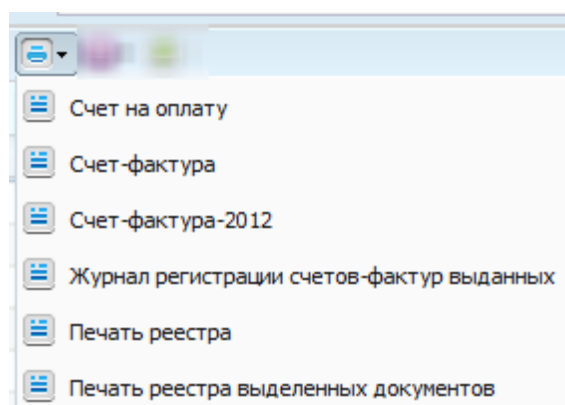 Счет на оплату
Счет-фактура
Счет-фактура-2012
Журнал регистрации счетов-фактур выданных
Печать реестра
Печать реестра выделенных документов